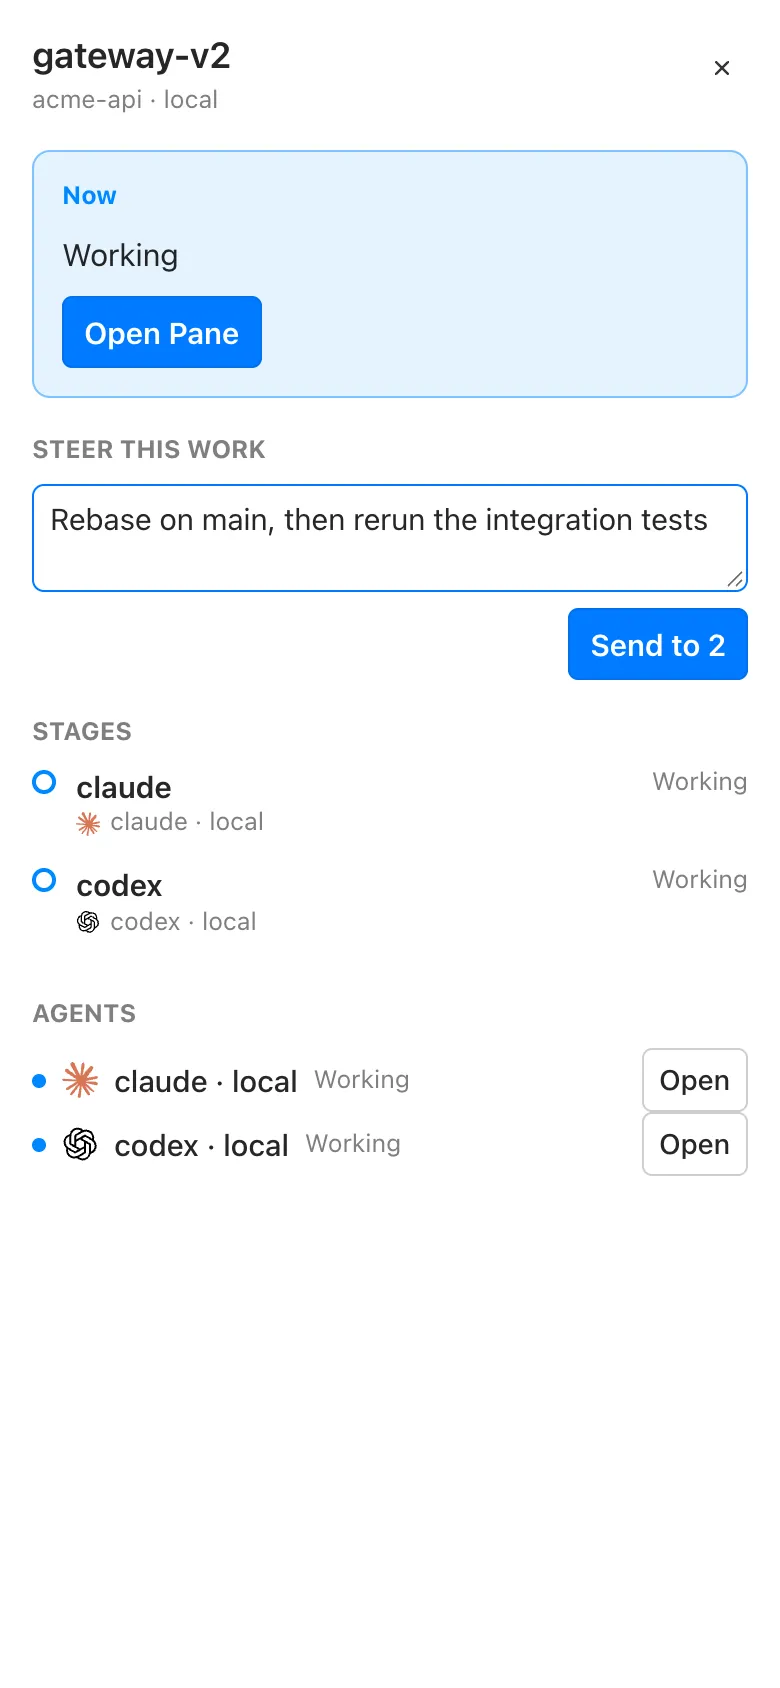 gateway-v2
acme-api · local
Now
Working
Open Pane
STEER THIS WORK
Rebase on main, then rerun the integration tests
Send to 2
STAGES
claude Working
claude · local
codex Working
codex · local
AGENTS
claude · local Working Open
codex · local Working Open